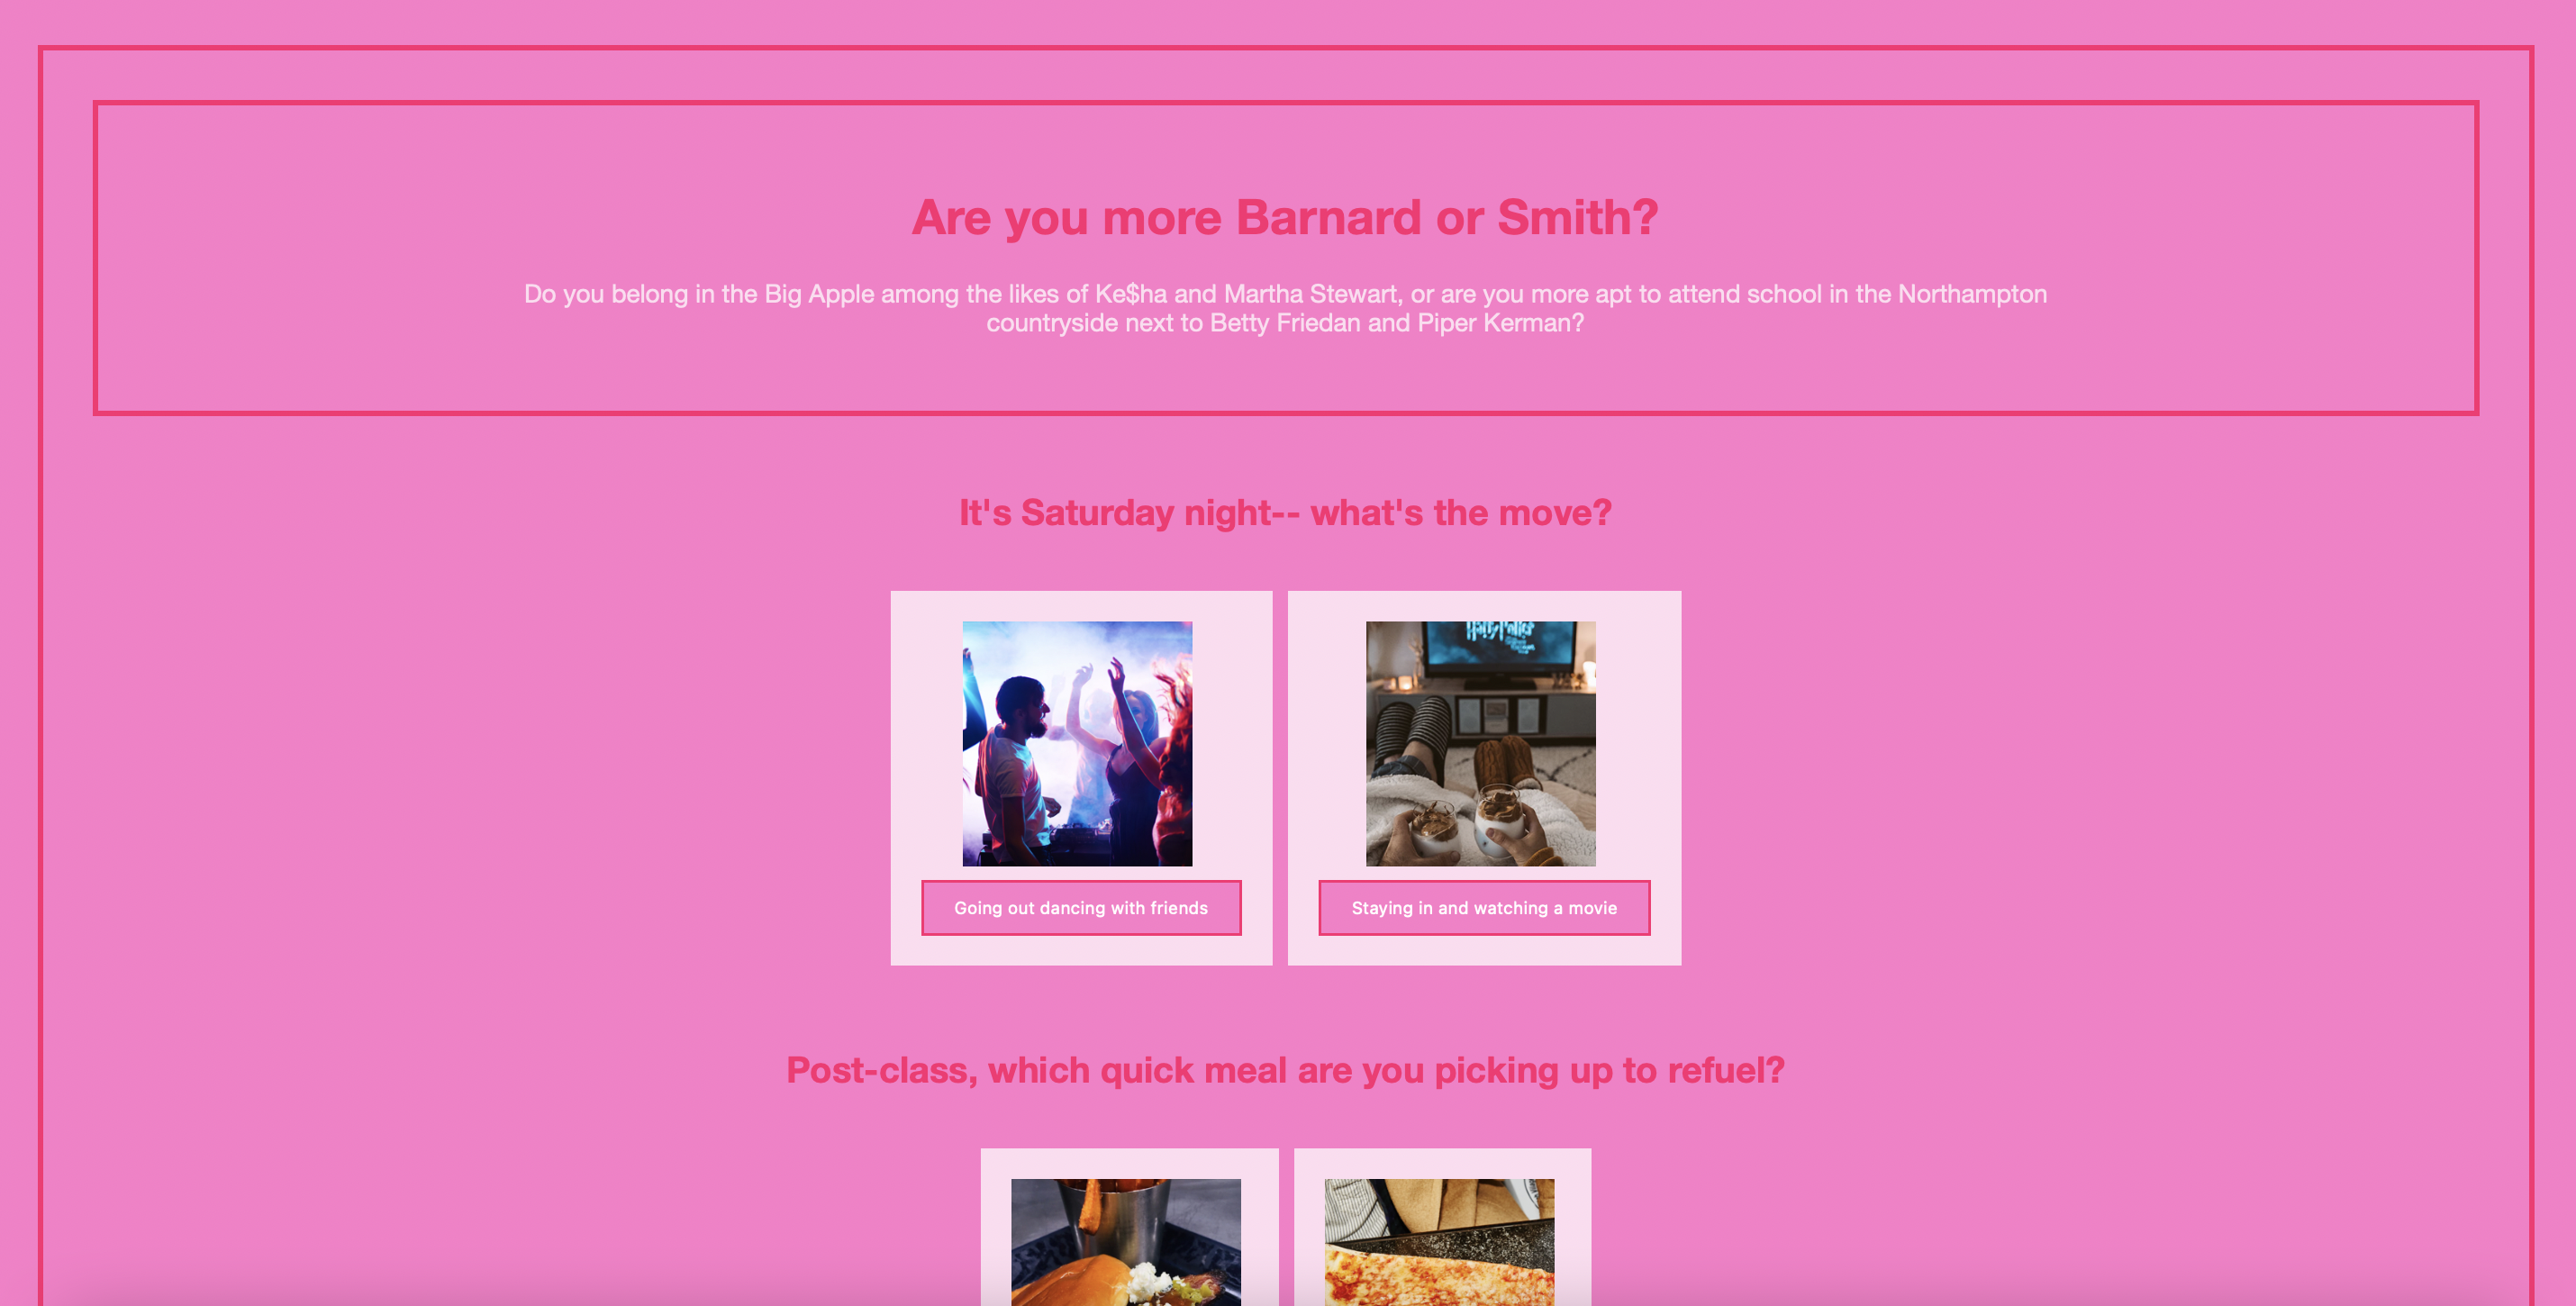 Are you more Barnard or Smith?
Do you belong in the Big Apple among the likes of Ke$ha and Martha Stewart, or are you more apt to attend school in the Northampton
countryside next to Betty Friedan and Piper Kerman?
It's Saturday night-- what's the move?
Harry Potter
Going out dancing with friends
Staying in and watching a movie
Post-class, which quick meal are you picking up to refuel?